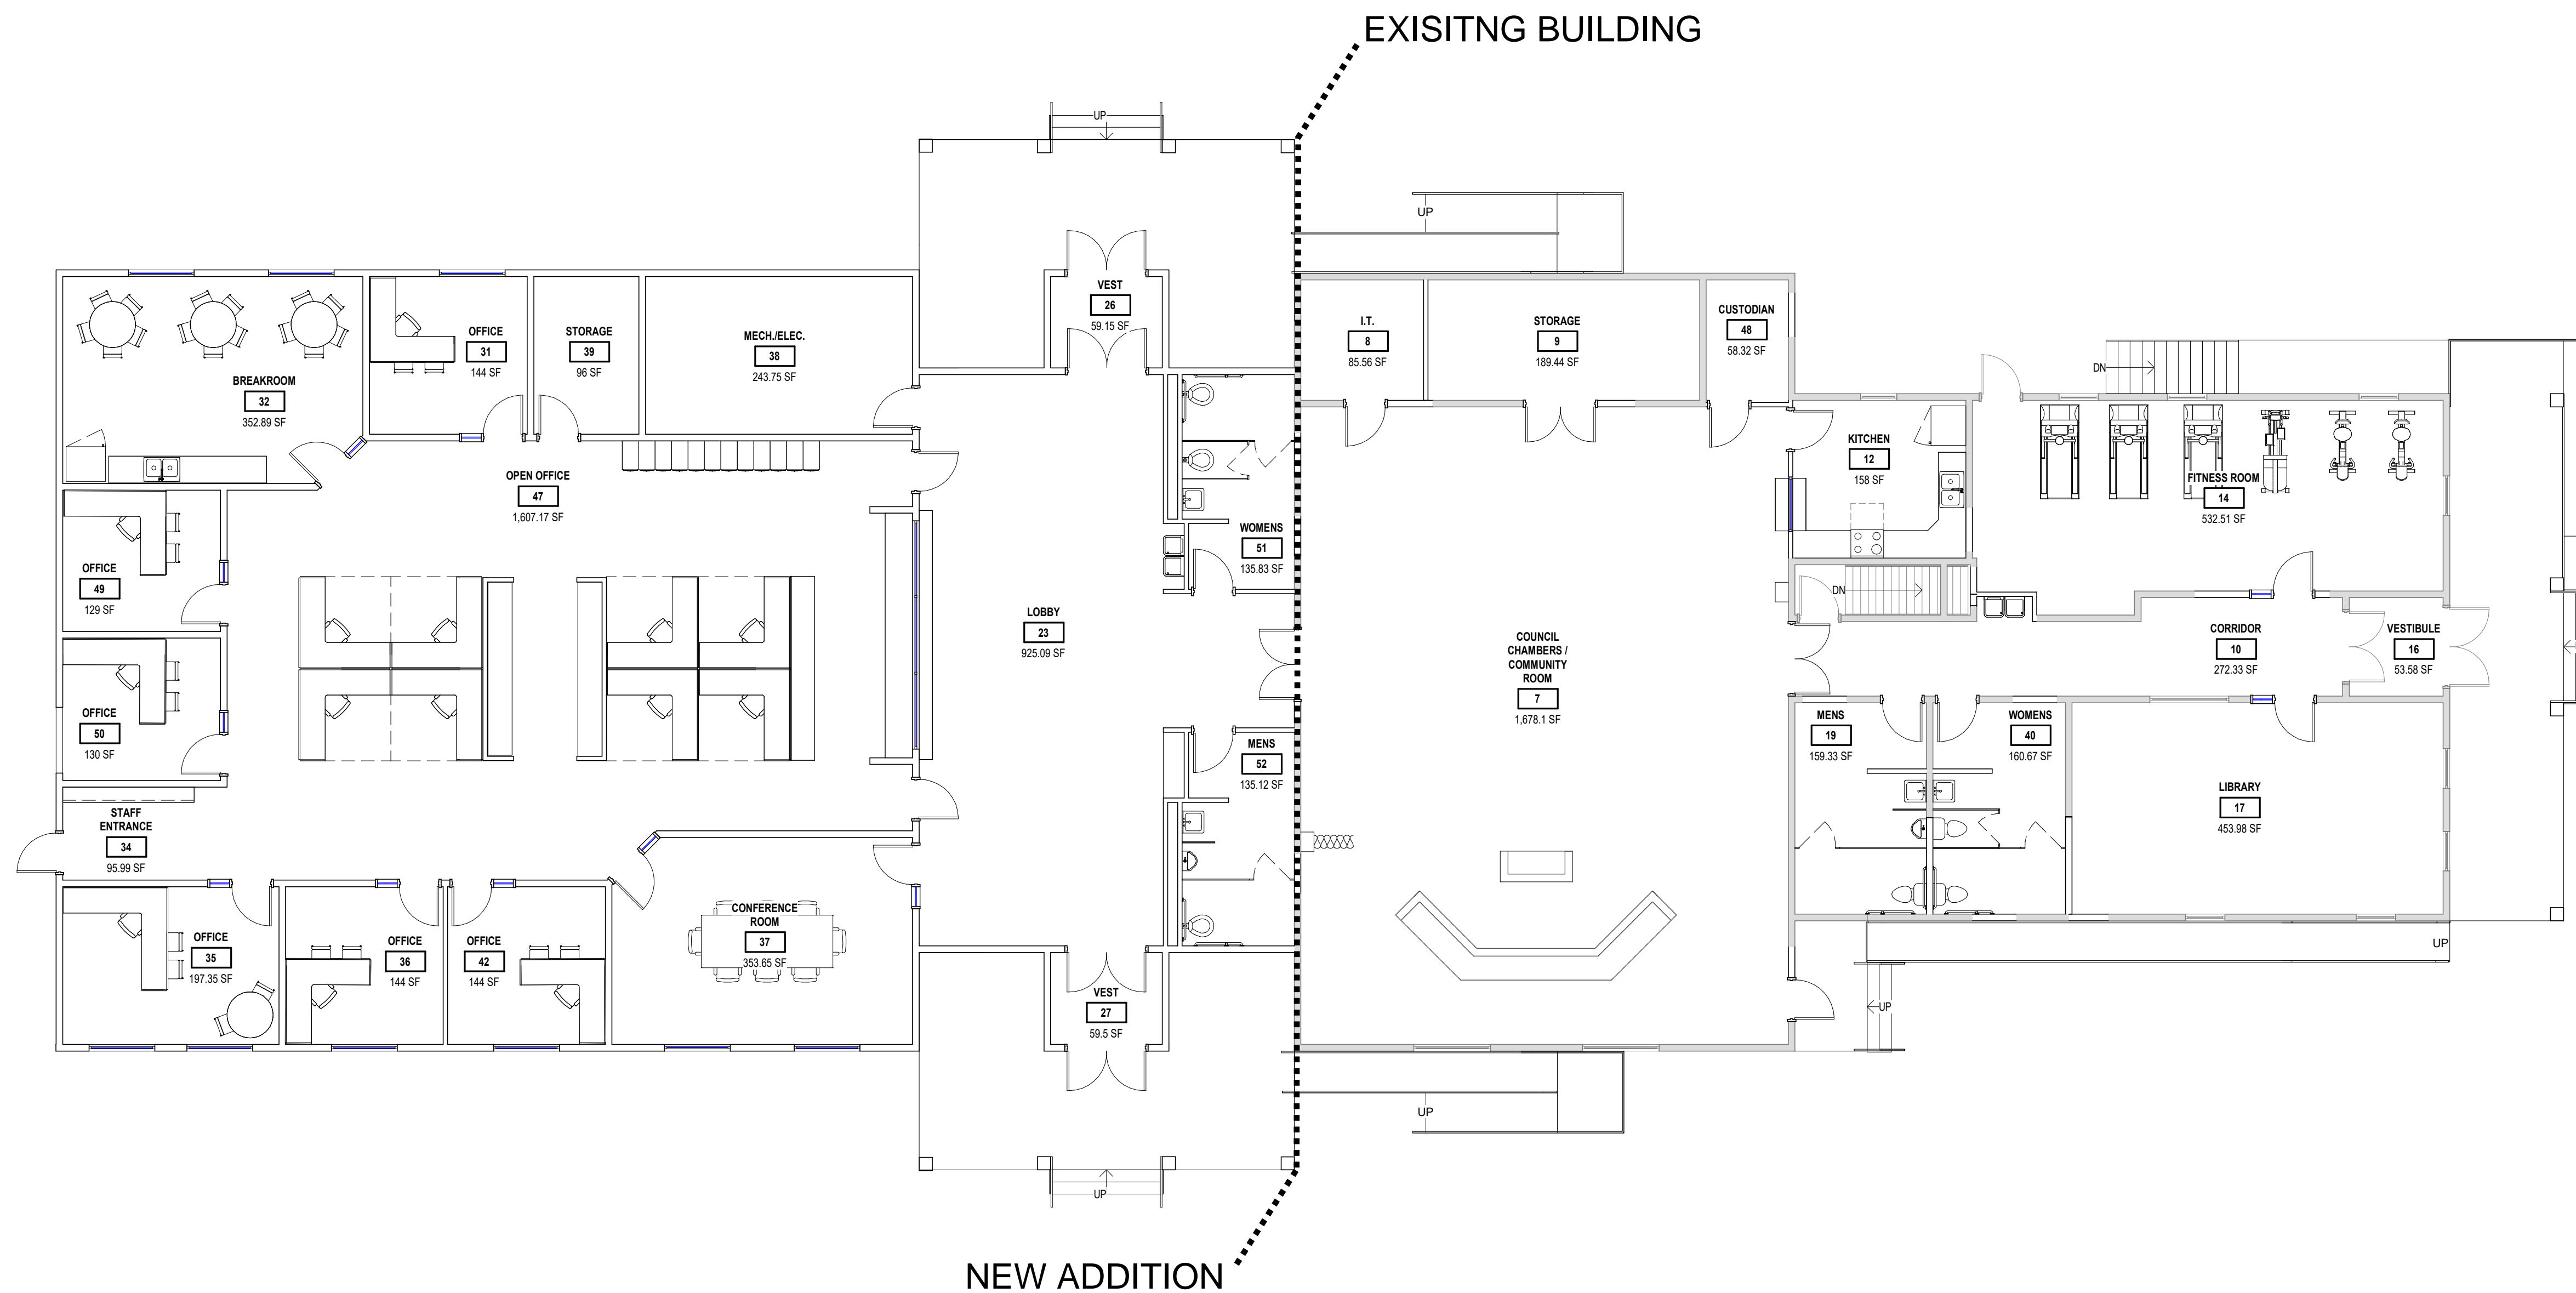 EXISITNG BUILDING
UP
UP
VEST
26
59.15 SF
OFFICE
31
144 SF
STORAGE
39
96 SF
MECH./ELEC.
38
243.75 SF
BREAKROOM
32
352.89 SF
I.T.
8
85.56 SF
STORAGE
9
189.44 SF
CUSTODIAN
48
58.32 SF
DN
KITCHEN
12
158 SF
FITNESS ROOM
14
532.51 SF
OPEN OFFICE
47
1,607.17 SF
WOMENS
51
135.83 SF
OFFICE
49
129 SF
DN
LOBBY
23
925.09 SF
COUNCIL
CHAMBERS /
COMMUNITY
ROOM
7
1,678.1 SF
CORRIDOR
10
272.33 SF
VESTIBULE
16
53.58 SF
OFFICE
50
130 SF
MENS
52
135.12 SF
MENS
19
159.33 SF
WOMENS
40
160.67 SF
LIBRARY
17
453.98 SF
STAFF
ENTRANCE
34
95.99 SF
OFFICE
35
197.35 SF
OFFICE
36
144 SF
OFFICE
42
144 SF
CONFERENCE
ROOM
37
353.65 SF
UP
VEST
27
59.5 SF
UP
UP
UP
NEW ADDITION